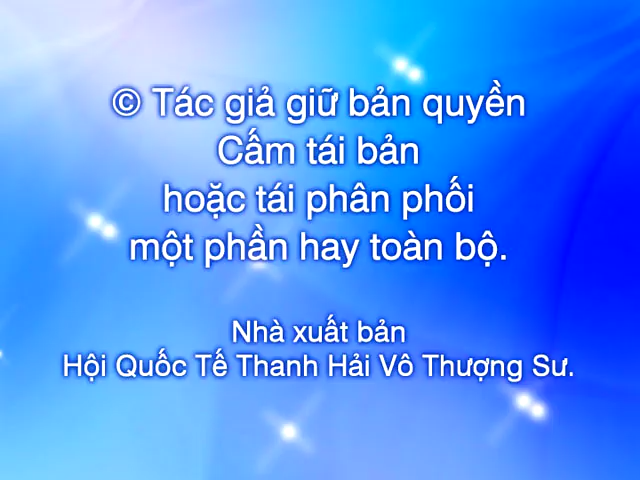 © Tác giả giữ bản quyền
Cấm tái bản
hoặc tái phân phối
một phần hay toàn bộ.
Nhà xuất bản
Hội Quốc Tế Thanh Hải Vô Thượng Sư.